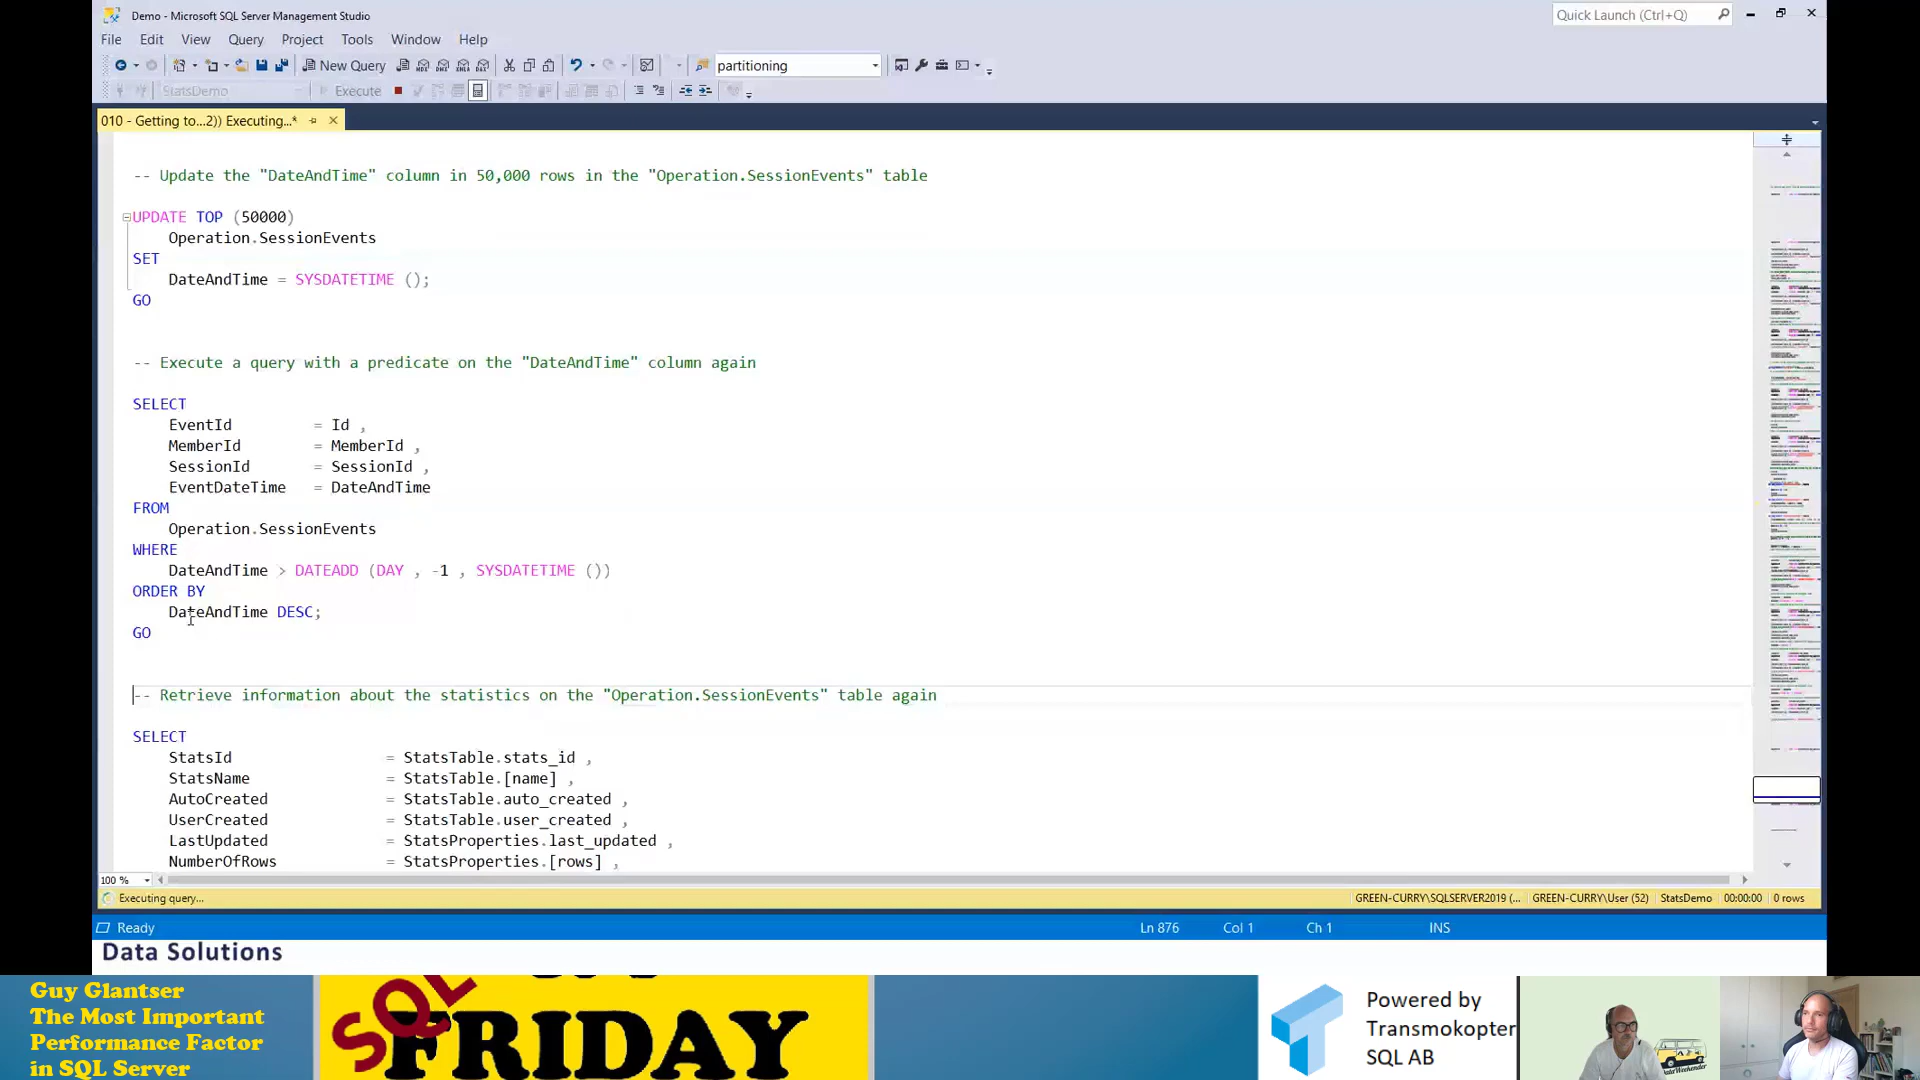 Demo - Microsoft SQL Server Management Studio
Quick Launch (Ctrl+Q)
File Edit View Query Project Tools Window Help
New Query
partitioning
StatsDemo
Execute
010 - Getting to...2)) Executing...*
-- Update the "DateAndTime" column in 50,000 rows in the "Operation.SessionEvents" table
UPDATE TOP (50000)
Operation.SessionEvents
SET
DateAndTime = SYSDATETIME ();
GO
-- Execute a query with a predicate on the "DateAndTime" column again
SELECT
EventId = Id ,
MemberId = MemberId ,
SessionId = SessionId ,
EventDateTime = DateAndTime
FROM
Operation.SessionEvents
WHERE
DateAndTime > DATEADD (DAY , -1 , SYSDATETIME ())
ORDER BY
DateAndTime DESC;
GO
-- Retrieve information about the statistics on the "Operation.SessionEvents" table again
SELECT
StatsId = StatsTable.stats_id ,
StatsName = StatsTable.[name] ,
AutoCreated = StatsTable.auto_created ,
UserCreated = StatsTable.user_created ,
LastUpdated = StatsProperties.last_updated ,
NumberOfRows = StatsProperties.[rows] ,
100 %
Executing query...
GREEN-CURRY\SQLSERVER2019 (...
GREEN-CURRY\User (52)
StatsDemo
00:00:00
0 rows
Ready
Ln 876
Col 1
Ch 1
INS
Data Solutions
Guy Glantser
The Most Important
Performance Factor
in SQL Server
SQL
FRIDAY
Powered by
Transmokopter
SQL AB